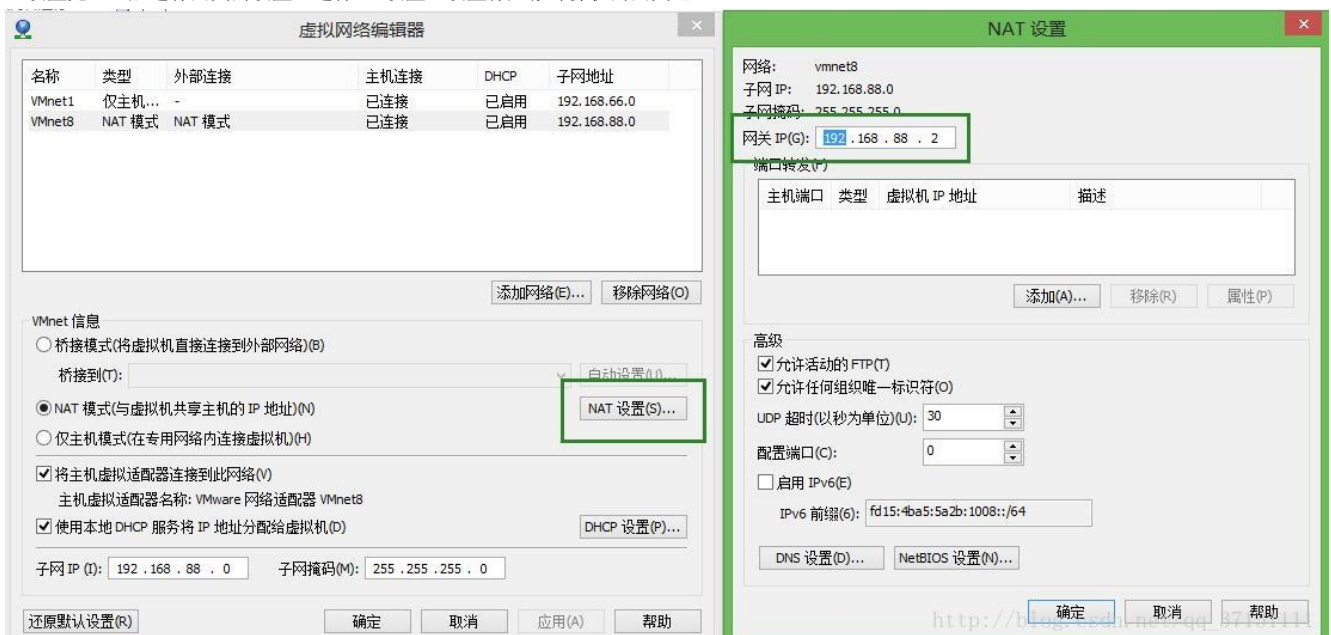 虚拟网络编辑器
名称 类型 外部连接 主机连接 DHCP 子网地址
VMnet1 仅主机... - 已连接 已启用 192.168.66.0
VMnet8 NAT 模式 NAT 模式 已连接 已启用 192.168.88.0
添加网络(E)... 移除网络(O)
VMnet 信息
桥接模式(将虚拟机直接连接到外部网络)(B)
桥接到(T): 自动设置(U)...
NAT 模式(与虚拟机共享主机的 IP 地址)(N) NAT 设置(S)...
仅主机模式(在专用网络内连接虚拟机)(H)
将主机虚拟适配器连接到此网络(V)
主机虚拟适配器名称: VMware 网络适配器 VMnet8
使用本地 DHCP 服务将 IP 地址分配给虚拟机(D) DHCP 设置(P)...
子网 IP (I): 192 . 168 . 88 . 0 子网掩码(M): 255 . 255 . 255 . 0
还原默认设置(R) 确定 取消 应用(A) 帮助
NAT 设置
网络: vmnet8
子网 IP: 192.168.88.0
子网掩码: 255.255.255.0
网关 IP(G): 192 . 168 . 88 . 2
端口转发(F)
主机端口 类型 虚拟机 IP 地址 描述
添加(A)... 移除(R) 属性(P)
高级
允许活动的 FTP(T)
允许任何组织唯一标识符(O)
UDP 超时(以秒为单位)(U): 30
配置端口(C): 0
启用 IPv6(E)
IPv6 前缀(6): fd15:4ba5:5a2b:1008::/64
DNS 设置(D)... NetBIOS 设置(N)...
确定 取消 帮助